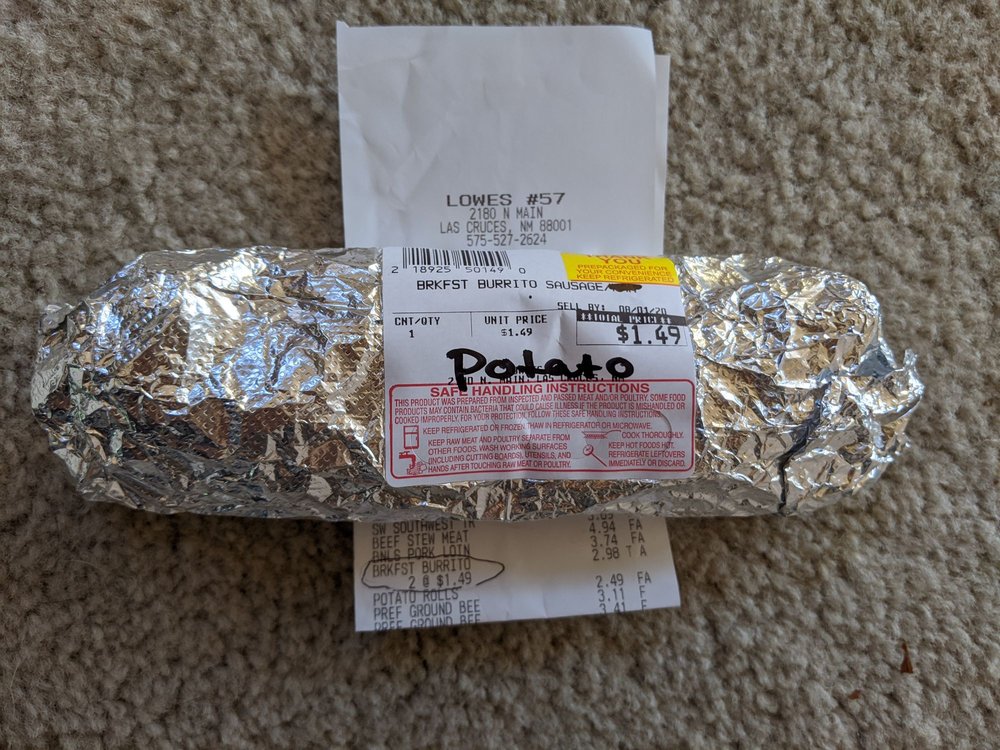 LOWES #57
2180 N MAIN
LAS CRUCES, NM 88001
575-527-2624
2 18925 50149 0
YOU
PREPACKAGED FOR
YOUR CONVENIENCE
KEEP REFRIGERATED
BRKFST BURRITO SAUSAGE/
SELL BY: 08/01/20
CNT/QTY
1
UNIT PRICE
$1.49
$1.49
Potato
SAFE HANDLING INSTRUCTIONS
THIS PRODUCT WAS PREPARED FROM INSPECTED AND PASSED MEAT AND/OR POULTRY. SOME FOOD
PRODUCTS MAY CONTAIN BACTERIA THAT COULD CAUSE ILLNESS IF THE PRODUCT IS MISHANDLED OR
COOKED IMPROPERLY. FOR YOUR PROTECTION, FOLLOW THESE SAFE HANDLING INSTRUCTIONS.
KEEP REFRIGERATED OR FROZEN. THAW IN REFRIGERATOR OR MICROWAVE.
KEEP RAW MEAT AND POULTRY SEPARATE FROM
OTHER FOODS. WASH WORKING SURFACES
(INCLUDING CUTTING BOARDS), UTENSILS, AND
HANDS AFTER TOUCHING RAW MEAT OR POULTRY.
COOK THOROUGHLY.
KEEP HOT FOODS HOT.
REFRIGERATE LEFTOVERS
IMMEDIATELY OR DISCARD.
SW SOUTHWEST 4.94 FA
BEEF STEW MEAT 3.74 FA
BNLS PORK LOIN 2.98 T A
BRKFST BURRITO
2 @ $1.49 2.49 FA
POTATO ROLLS 3.11 F
PREF GROUND BEE 3.41 F
PREF GROUND BEE